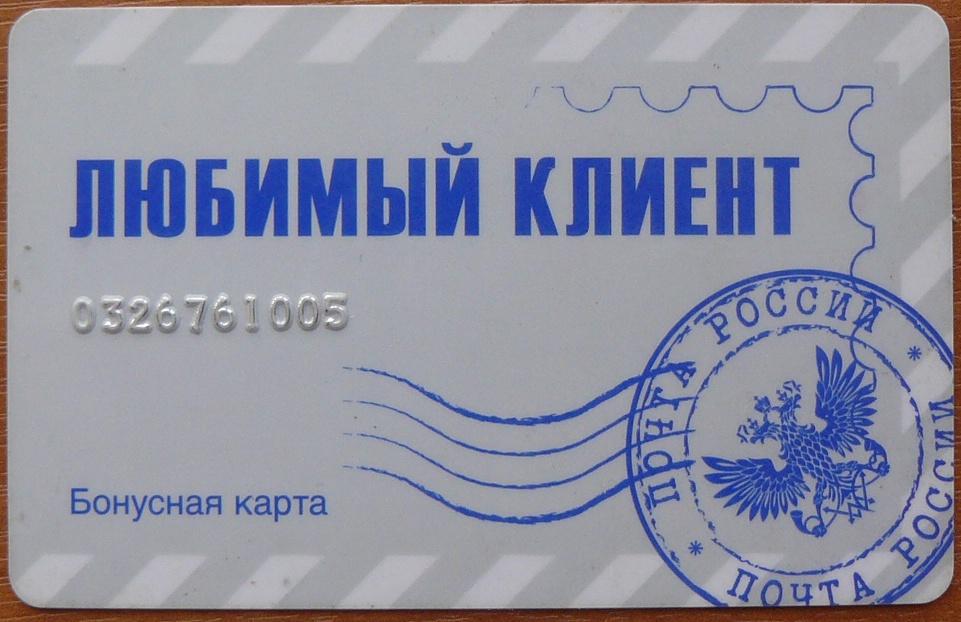 ЛЮБИМЫЙ КЛИЕНТ
0326761005
Бонусная карта
ПОЧТА РОССИИ * ПОЧТА РОССИИ *